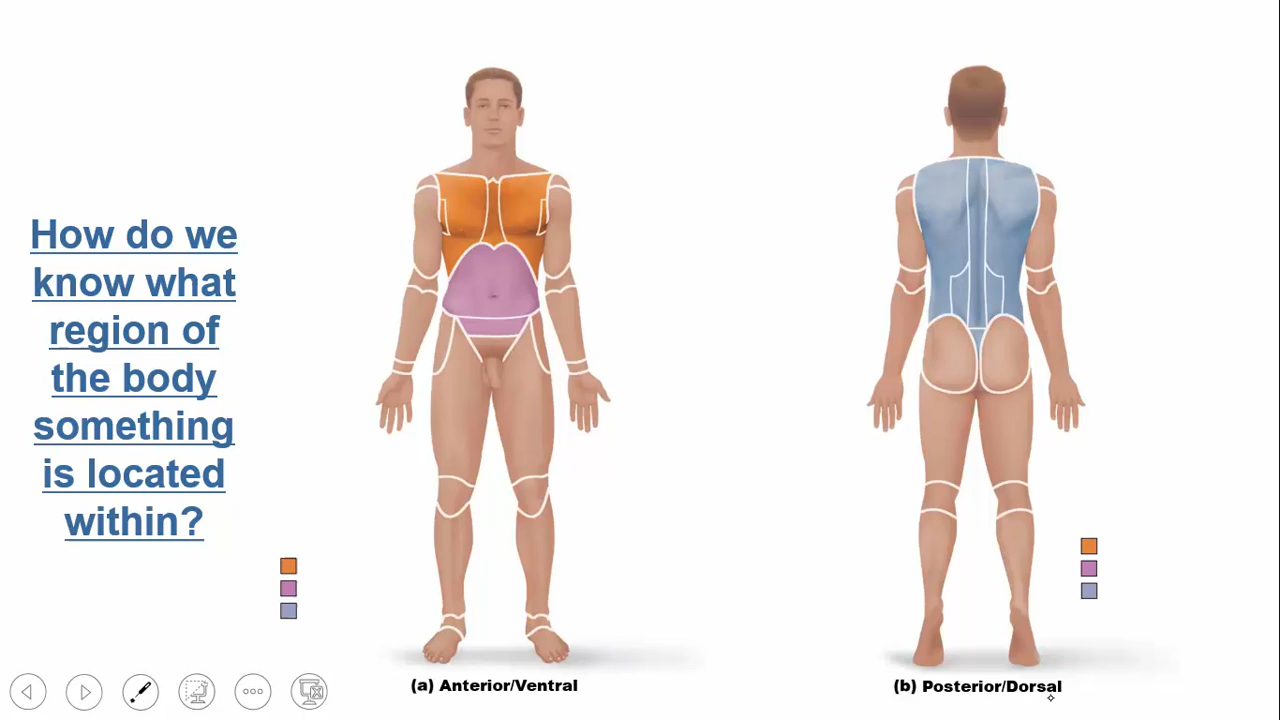 How do we
know what
region of
the body
something
is located
within?
(a) Anterior/Ventral
(b) Posterior/Dorsal